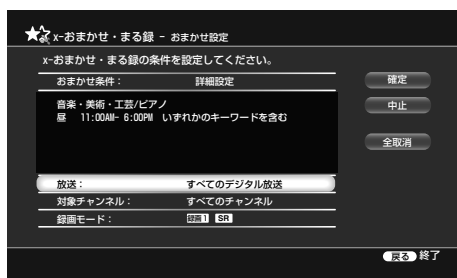 x-おまかせ・まる録 - おまかせ設定
x-おまかせ・まる録の条件を設定してください。
おまかせ条件： 詳細設定
確定
音楽・美術・工芸/ピアノ
中止
昼 11:00AM- 6:00PM いずれかのキーワードを含む
全取消
放送： すべてのデジタル放送
対象チャンネル： すべてのチャンネル
録画モード： 録画1 SR
戻る 終了